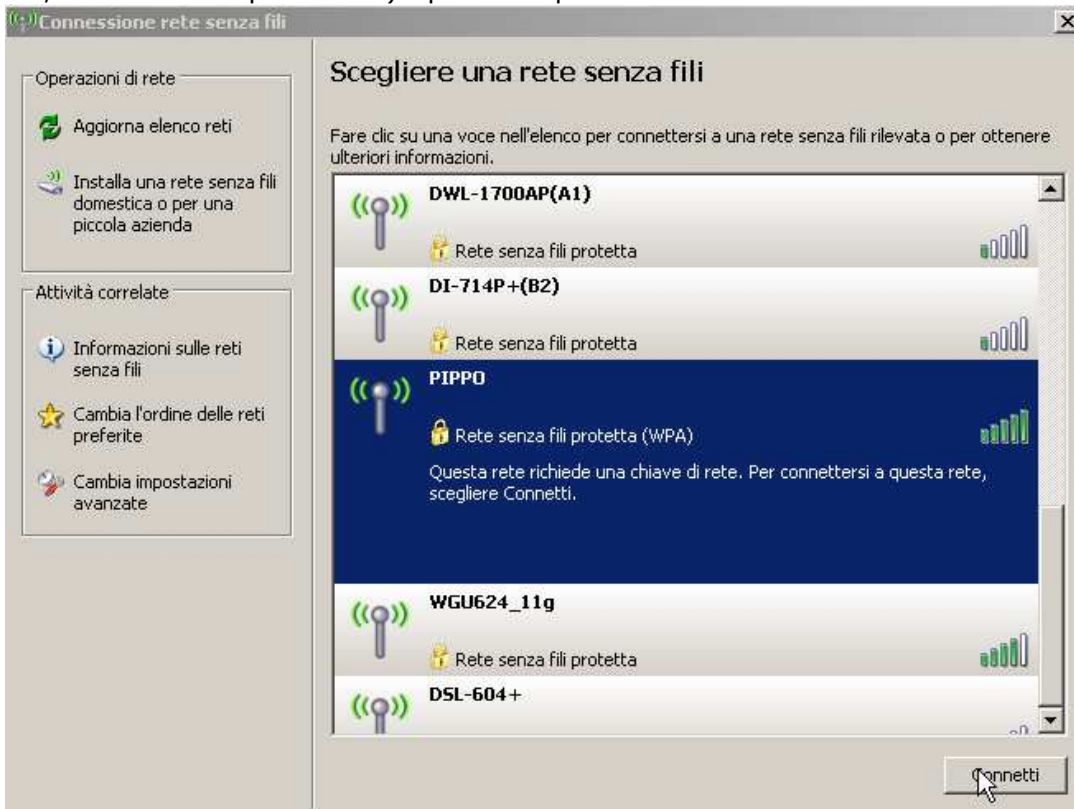 Connessione rete senza fili
Operazioni di rete
Aggiorna elenco reti
Installa una rete senza fili
domestica o per una
piccola azienda
Attività correlate
Informazioni sulle reti
senza fili
Cambia l'ordine delle reti
preferite
Cambia impostazioni
avanzate
Scegliere una rete senza fili
Fare clic su una voce nell'elenco per connettersi a una rete senza fili rilevata o per ottenere
ulteriori informazioni.
DWL-1700AP(A1)
Rete senza fili protetta
DI-714P+(B2)
Rete senza fili protetta
PIPPO
Rete senza fili protetta (WPA)
Questa rete richiede una chiave di rete. Per connettersi a questa rete,
scegliere Connetti.
WGU624_11g
Rete senza fili protetta
DSL-604+
Connetti